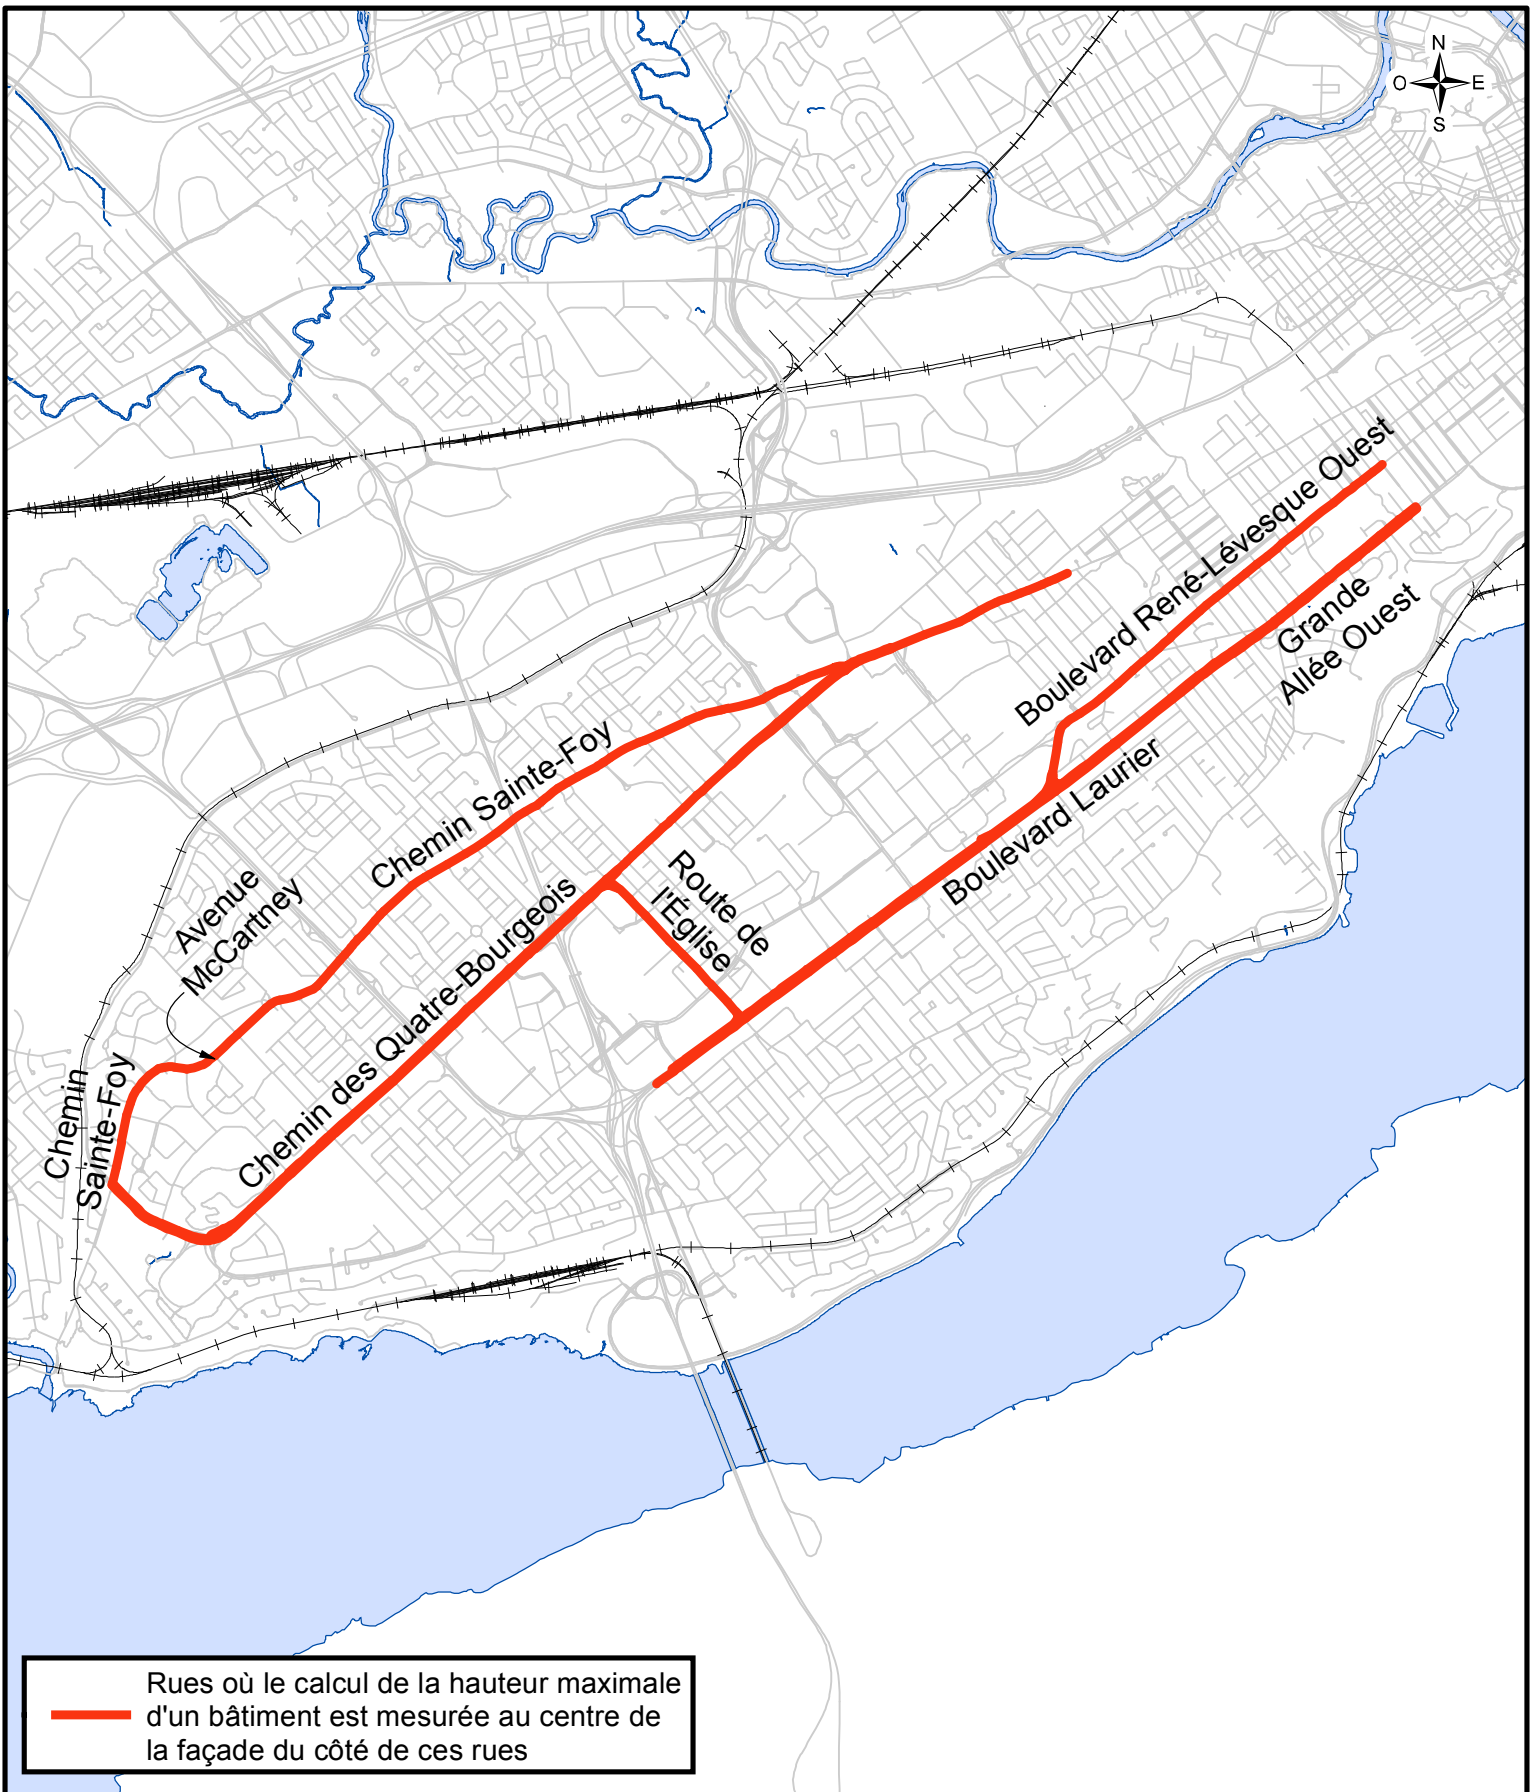 N
O
E
S
Boulevard René-Lévesque Ouest
Grande
Allée Ouest
Chemin Sainte-Foy
Boulevard Laurier
Route de
l'Église
Avenue
McCartney
Chemin des Quatre-Bourgeois
Chemin
Sainte-Foy
Rues où le calcul de la hauteur maximale
d'un bâtiment est mesurée au centre de
la façade du côté de ces rues